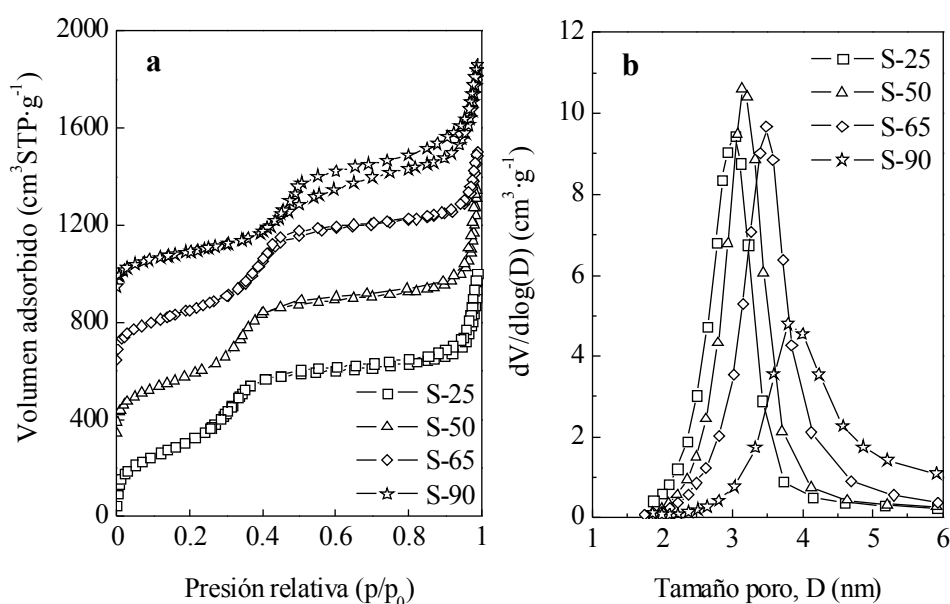 a
2000
1600
1200
800
400
0
0
0.2
0.4
0.6
0.8
1
Volumen adsorbido (cm³STP·g⁻¹)
Presión relativa (p/p₀)
S-25
S-50
S-65
S-90
b
12
10
8
6
4
2
0
1
2
3
4
5
6
dV/dlog(D) (cm³·g⁻¹)
Tamaño poro, D (nm)
S-25
S-50
S-65
S-90